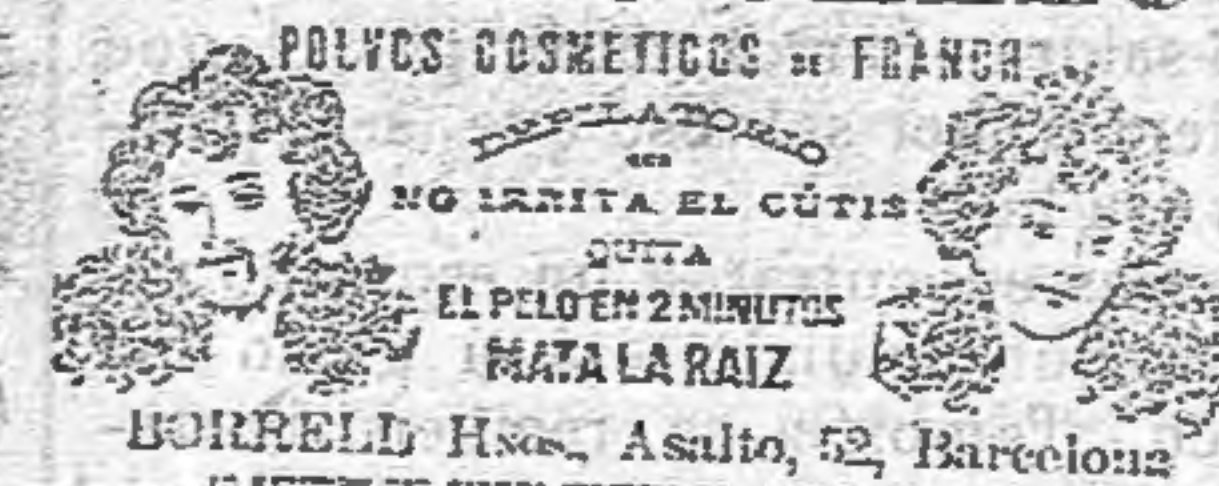 POLVOS COSMETICOS DE FRANCH
DEPILATORIO
QUE
NO IRRITA EL CÚTIS
QUITA
EL PELO EN 2 MINUTOS
MATA LA RAIZ
BORRELL Hnos, Asalto, 52, Barcelona